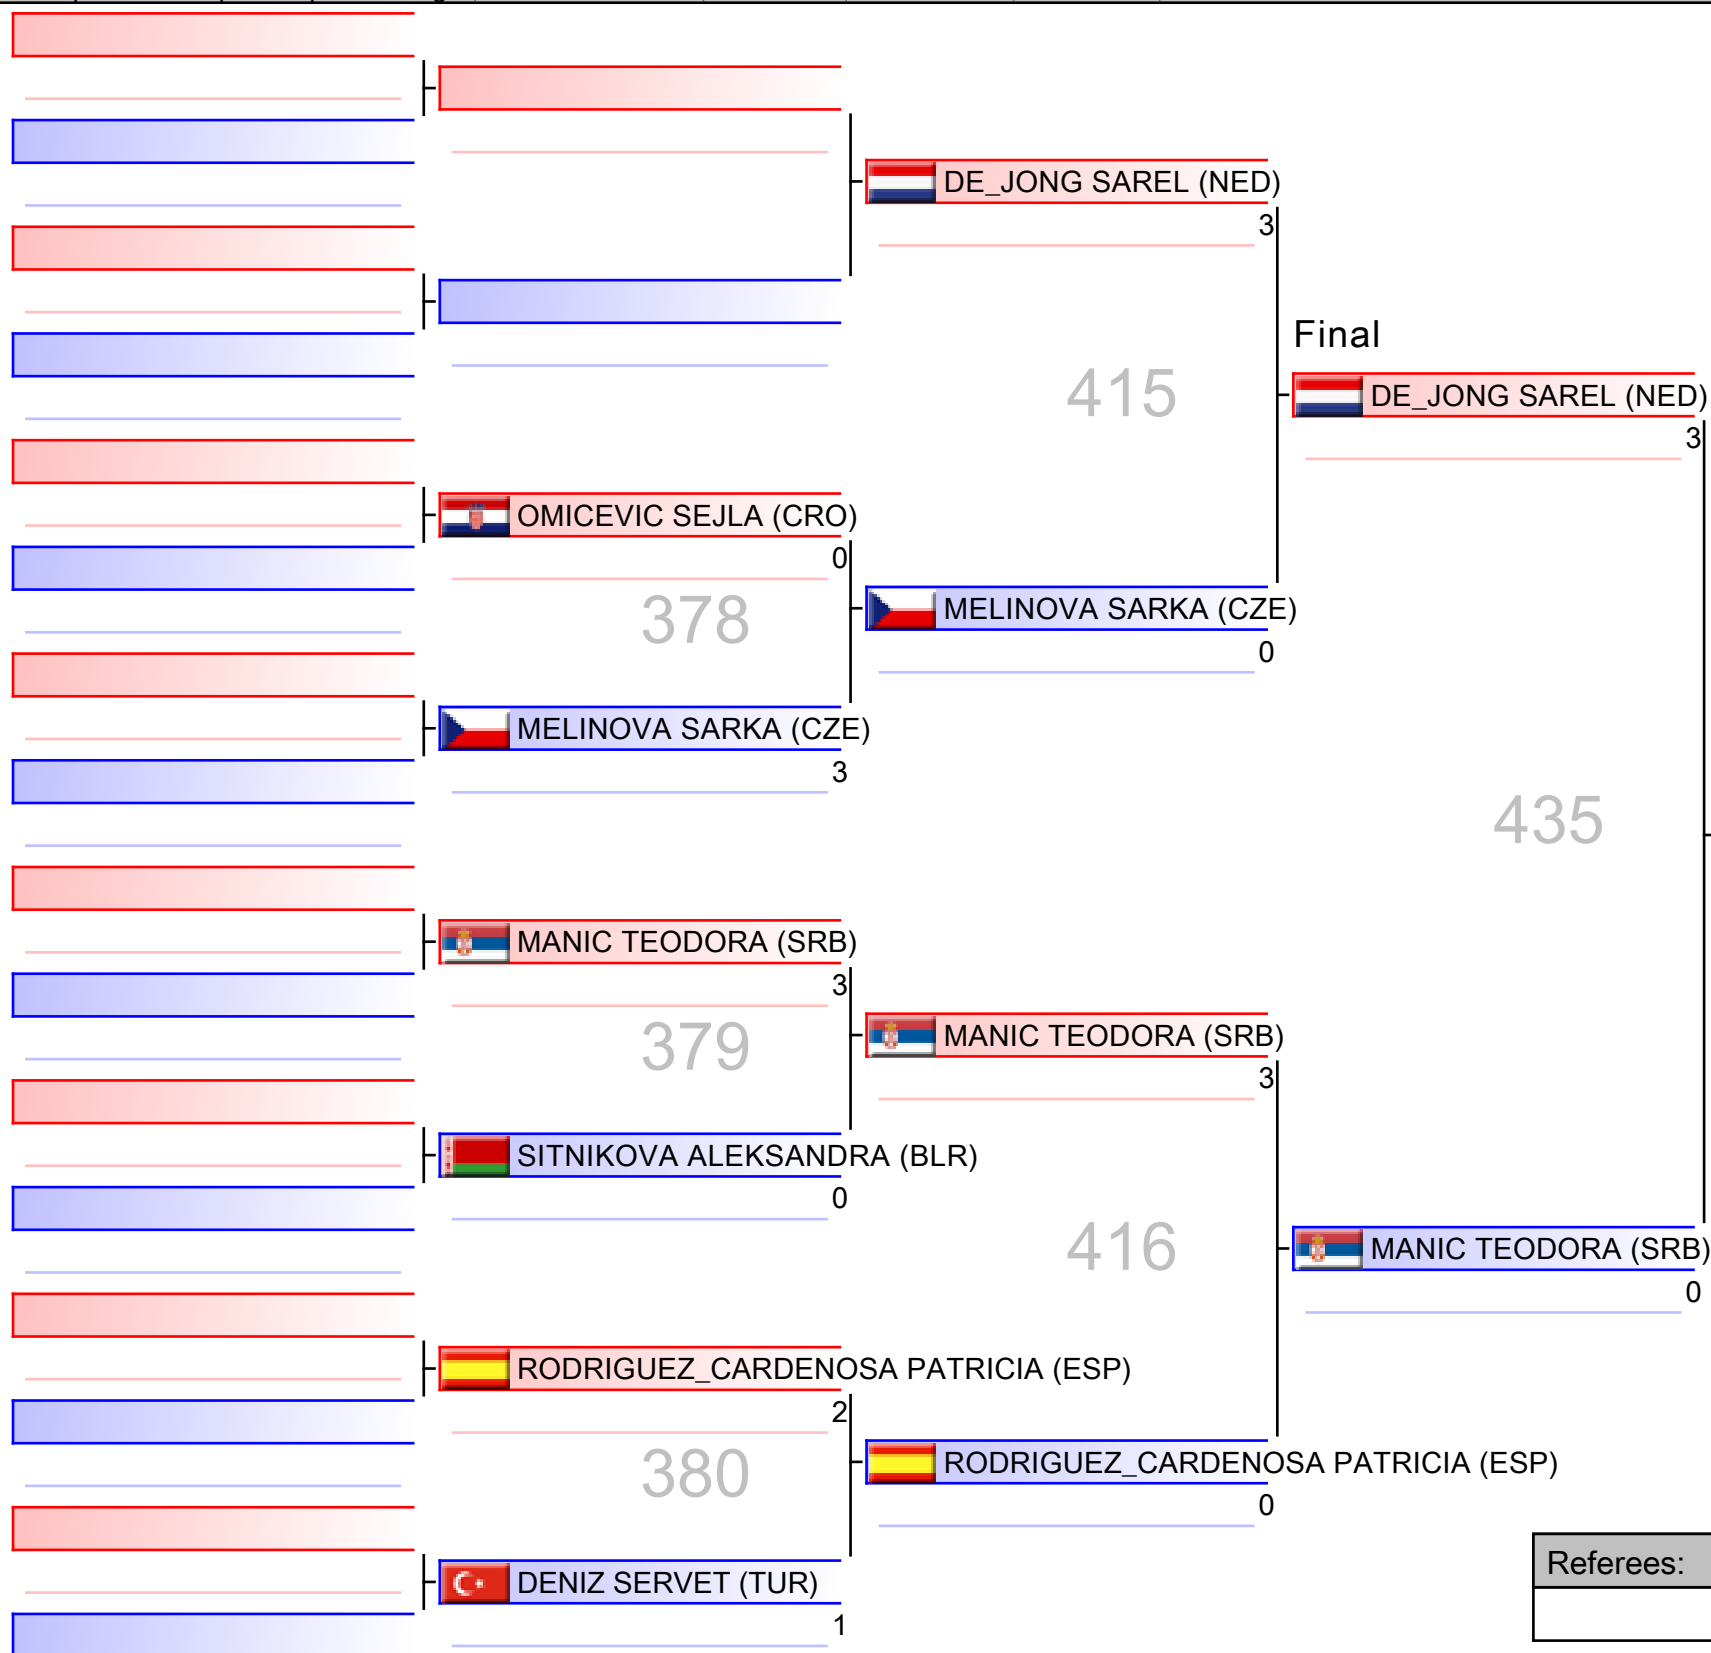 DE_JONG SAREL (NED)
3
Final
415
DE_JONG SAREL (NED)
3
OMICEVIC SEJLA (CRO)
0
378
MELINOVA SARKA (CZE)
0
MELINOVA SARKA (CZE)
3
435
MANIC TEODORA (SRB)
3
379
MANIC TEODORA (SRB)
3
SITNIKOVA ALEKSANDRA (BLR)
0
416
MANIC TEODORA (SRB)
0
RODRIGUEZ_CARDENOSA PATRICIA (ESP)
2
380
RODRIGUEZ_CARDENOSA PATRICIA (ESP)
0
Referees:
DENIZ SERVET (TUR)
1